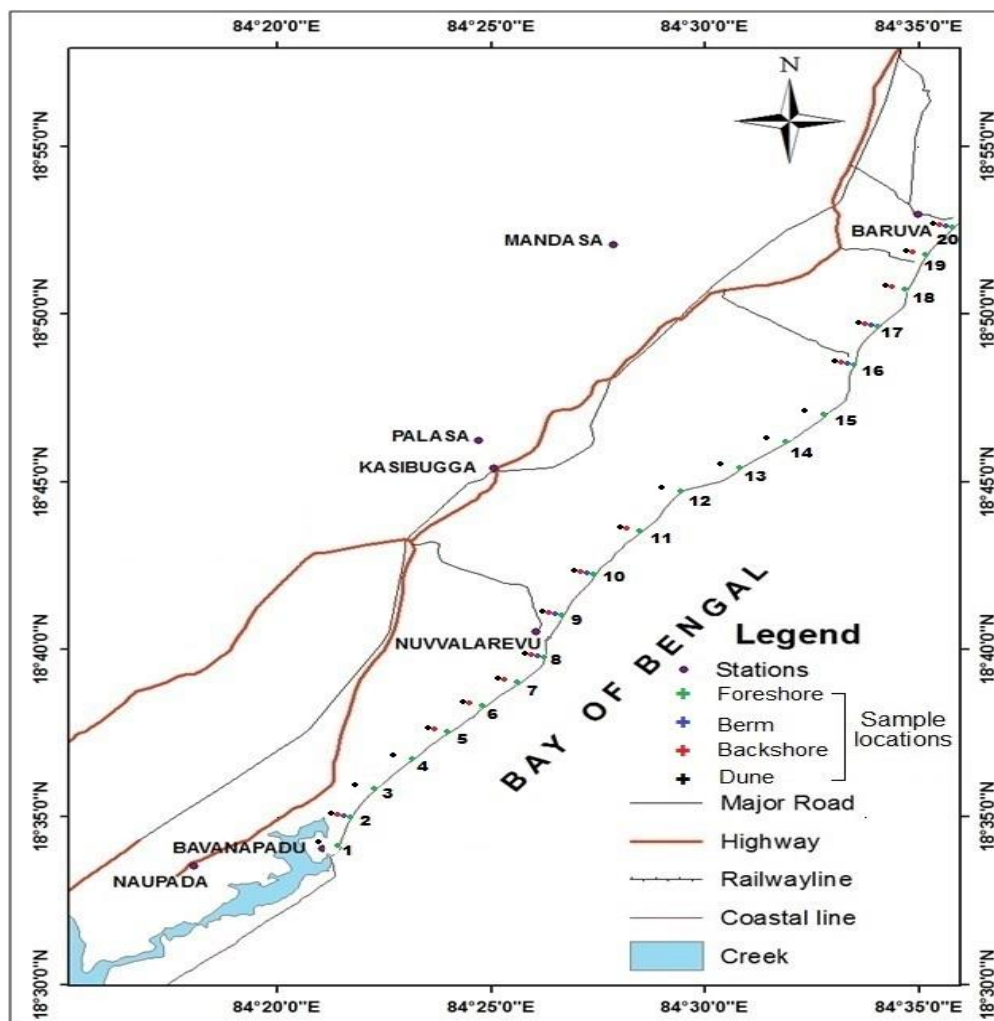 84°20'0"E 84°25'0"E 84°30'0"E 84°35'0"E
N
18°55'0"N 18°55'0"N
BARUVA
20
MANDASA
19
18
18°50'0"N 18°50'0"N
17
16
15
PALASA
14
KASIBUGGA
13
18°45'0"N 18°45'0"N
12
11
10
9
NUVVALAREVU
8
18°40'0"N 18°40'0"N
7
6
5
4
3
2
1
BAY OF BENGAL
Legend
Stations
Foreshore
Berm
Backshore
Dune
Sample
locations
Major Road
Highway
Railwayline
Coastal line
Creek
18°35'0"N 18°35'0"N
BAVANAPADU
NAUPADA
18°30'0"N 18°30'0"N
84°20'0"E 84°25'0"E 84°30'0"E 84°35'0"E